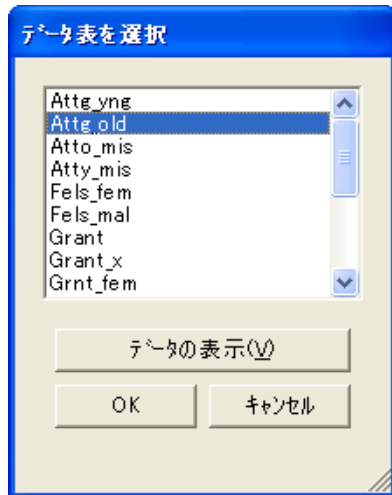 ﾃﾞｰﾀ表を選択
Attg_yng
Attg_old
Atto_mis
Atty_mis
Fels_fem
Fels_mal
Grant
Grant_x
Grnt_fem
ﾃﾞｰﾀの表示(V)
OK
ｷｬﾝｾﾙ